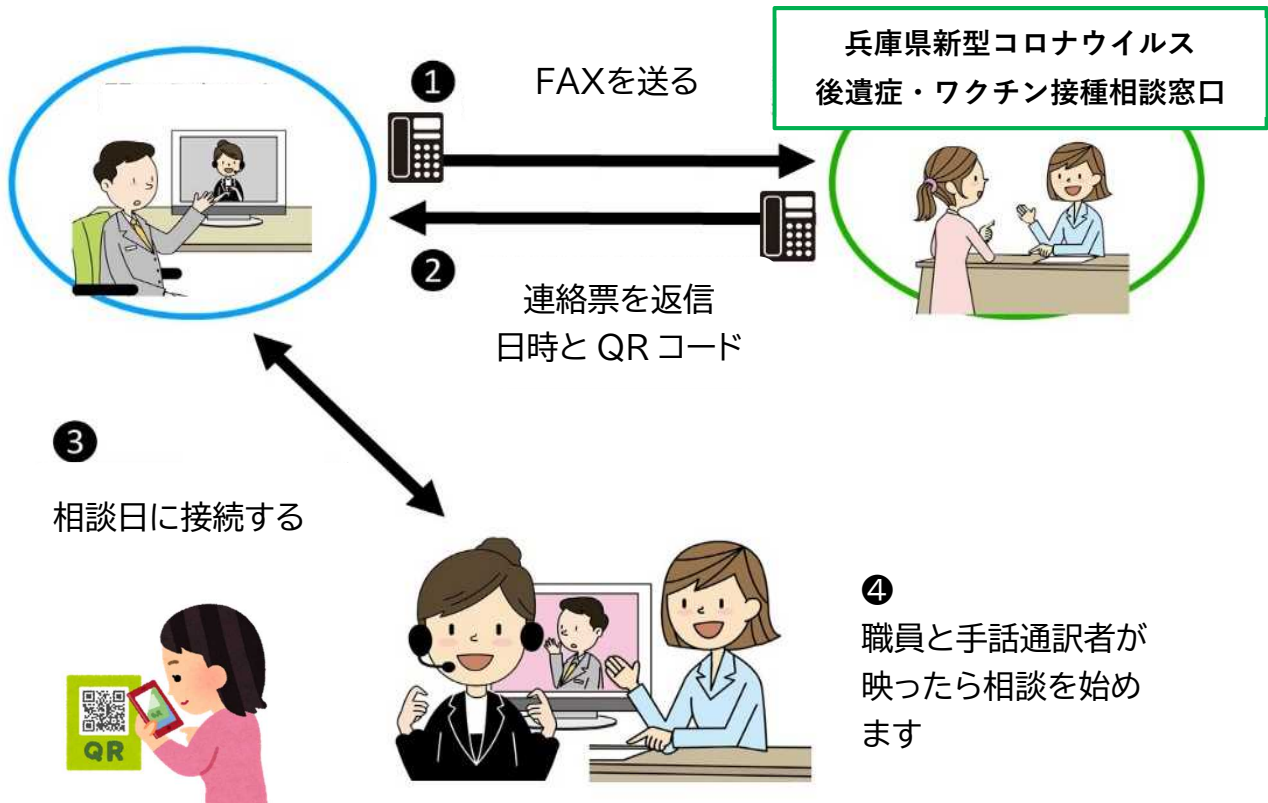 兵庫県新型コロナウイルス
後遺症・ワクチン接種相談窓口
❶
FAXを送る
❷
連絡票を返信
日時と QR コード
❸
相談日に接続する
QR
❹
職員と手話通訳者が
映ったら相談を始め
ます